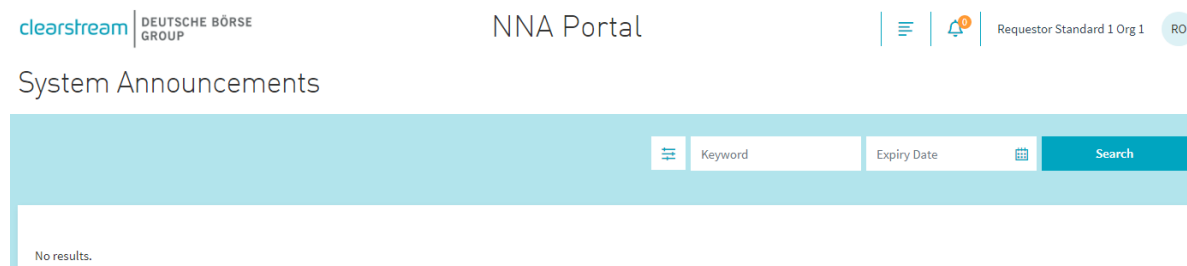 clearstream DEUTSCHE BÖRSE
GROUP
NNA Portal
0
Requestor Standard 1 Org 1
RO
System Announcements
Keyword
Expiry Date
Search
No results.